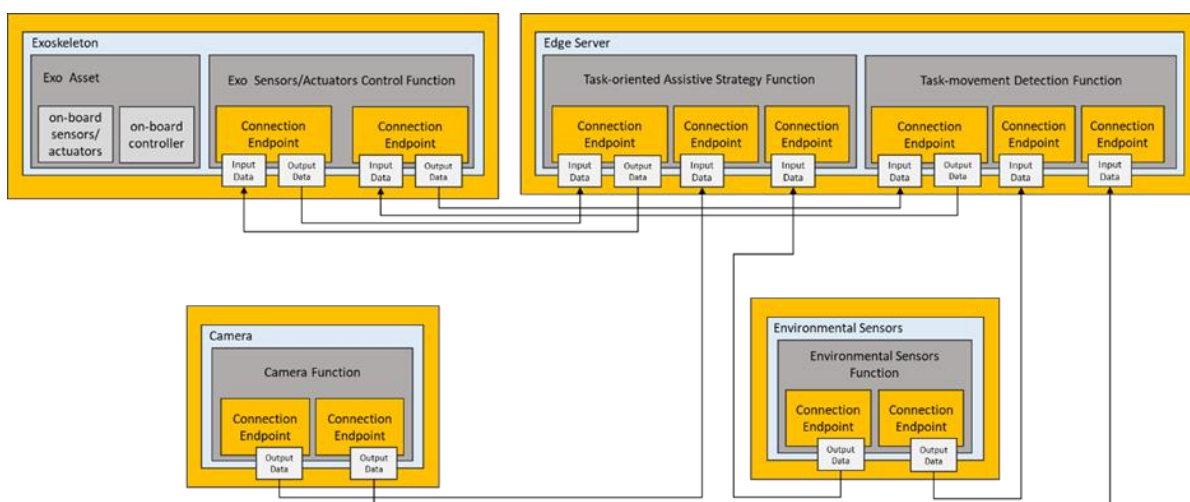 Exoskeleton
Exo Asset
on-board
sensors/
actuators
on-board
controller
Exo Sensors/Actuators Control Function
Connection
Endpoint
Input
Data
Output
Data
Connection
Endpoint
Input
Data
Output
Data
Edge Server
Task-oriented Assistive Strategy Function
Connection
Endpoint
Input
Data
Output
Data
Connection
Endpoint
Input
Data
Connection
Endpoint
Input
Data
Task-movement Detection Function
Connection
Endpoint
Input
Data
Output
Data
Connection
Endpoint
Input
Data
Connection
Endpoint
Input
Data
Camera
Camera Function
Connection
Endpoint
Output
Data
Connection
Endpoint
Output
Data
Environmental Sensors
Environmental Sensors
Function
Connection
Endpoint
Output
Data
Connection
Endpoint
Output
Data